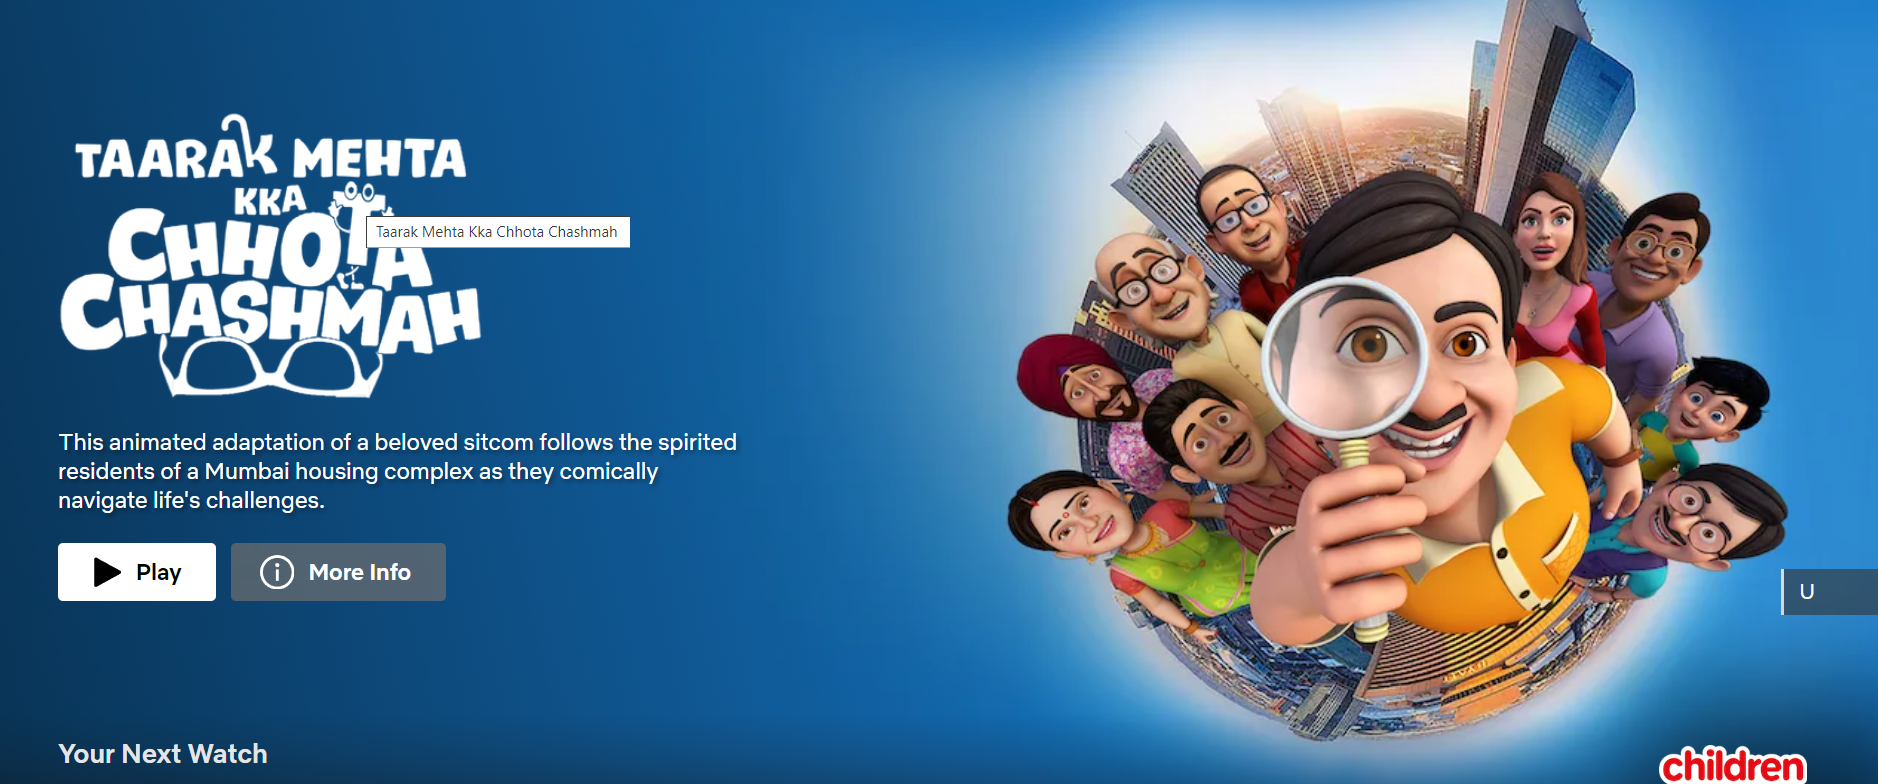 TAARAK MEHTA
KKA
CHHOTA
CHASHMAH
Taarak Mehta Kka Chhota Chashmah
This animated adaptation of a beloved sitcom follows the spirited
residents of a Mumbai housing complex as they comically
navigate life's challenges.
Play
More Info
U
Your Next Watch
children